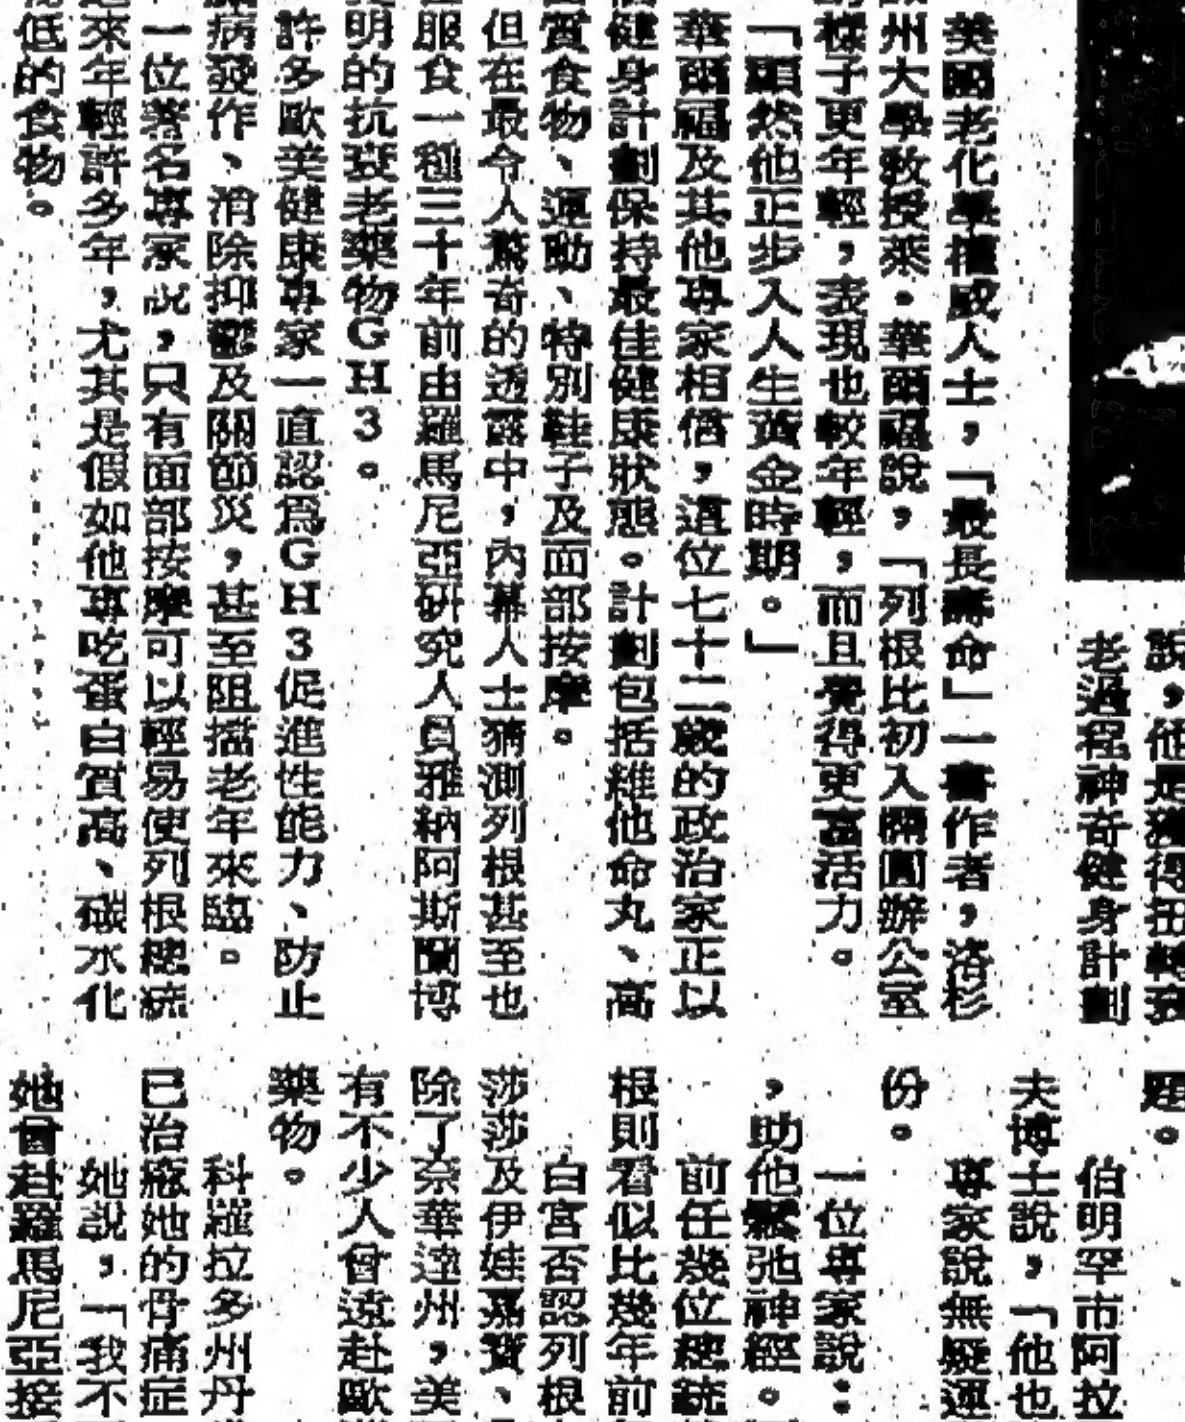 說，他是獲得扭轉衰
老過程神奇健身計劃
美國老化學權威人士，「最長壽命」一書作者，洛杉
州大學教授萊・華爾福說，「列根比初入橢圓辦公室
樣子更年輕，表現也較年輕，而且覺得更富活力。
「顯然他正步入人生黃金時期。」
華爾福及其他專家相信，這位七十二歲的政治家正以
健身計劃保持最佳健康狀態。計劃包括維他命丸、高
質食物、運動、特別鞋子及面部按摩。
但在最令人驚奇的透露中，內幕人士猜測列根甚至也
服食一種三十年前由羅馬尼亞研究人員雅納阿斯蘭博
明的抗衰老藥物GH3。
許多歐美健康專家一直認為GH3促進性能力、防止
病發作、消除抑鬱及關節炎，甚至阻擋老年來臨。
一位著名專家說，只有面部按摩可以輕易使列根總統
來年輕許多年，尤其是假如他專吃蛋白質高、碳水化
低的食物。
題。
伯明罕市阿拉
夫博士說，「他也
專家說無疑運
份。
一位專家說：
，助他鬆弛神經。
前任幾位總統
根則看似比幾年前
白宮否認列根
莎莎及伊娃嘉寶、
除了奈華達州，美
有不少人曾遠赴歐
藥物。
科羅拉多州丹
已治癒她的骨痛症
她說，「我不
她曾赴羅馬尼亞接